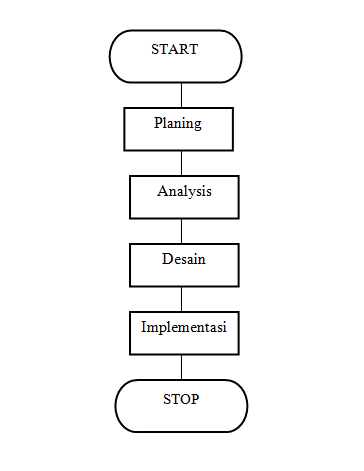 START
Planing
Analysis
Desain
Implementasi
STOP